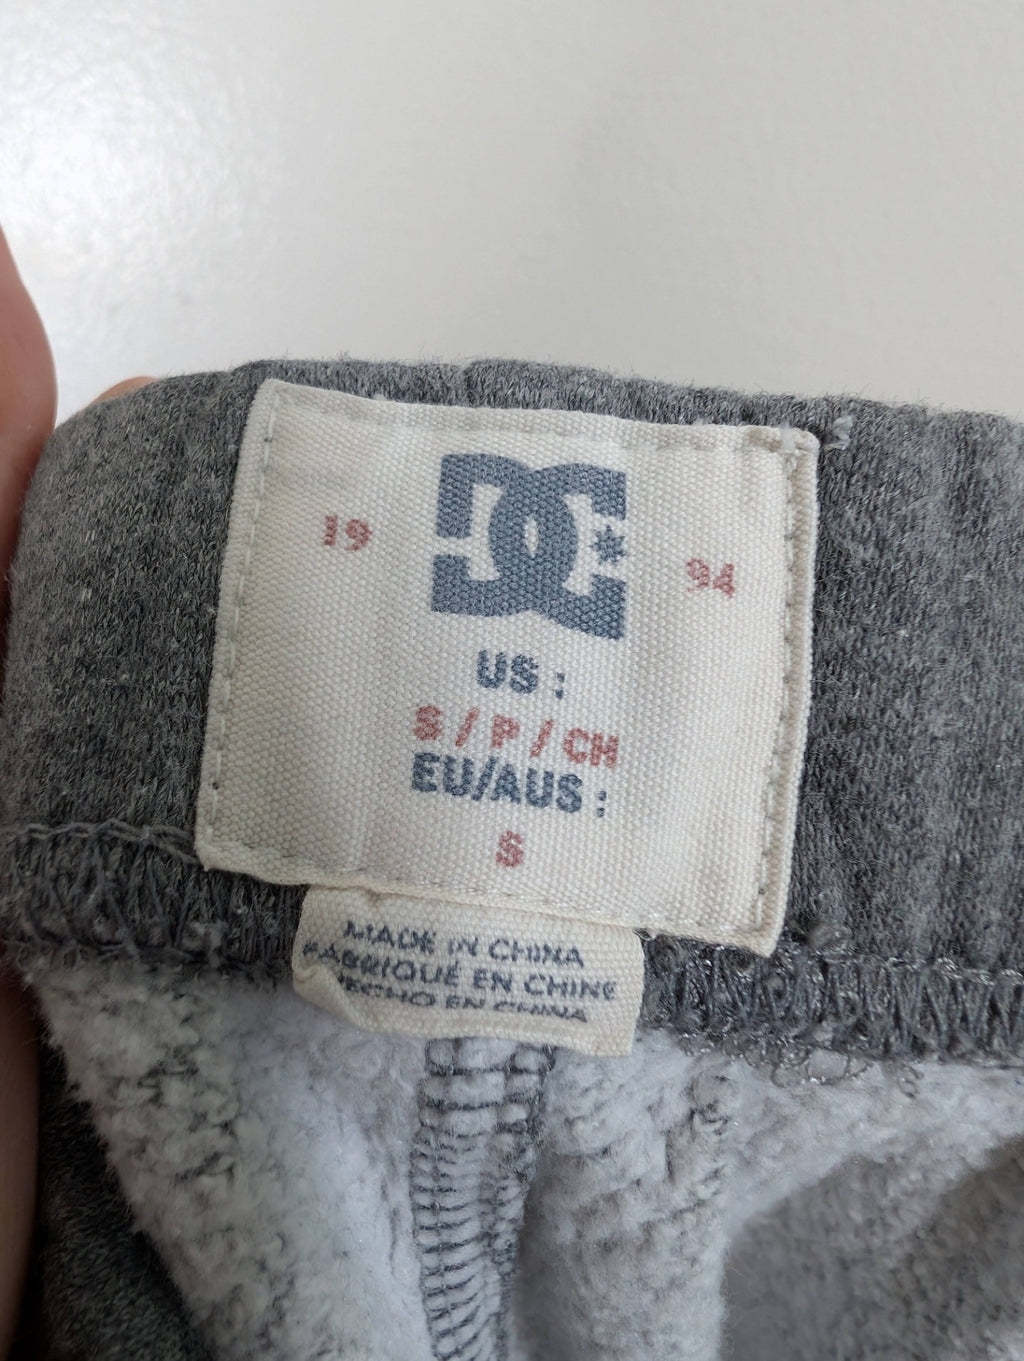 DC*
19 94
US :
S / P / CH
EU/AUS :
S
MADE IN CHINA
FABRIQUÉ EN CHINE
HECHO EN CHINA